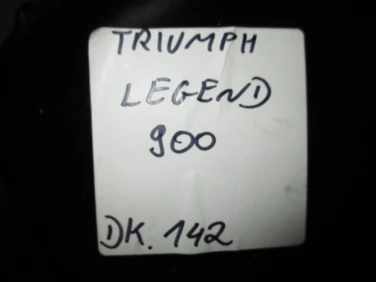 TRIUMPH
LEGEND
900
DK. 142